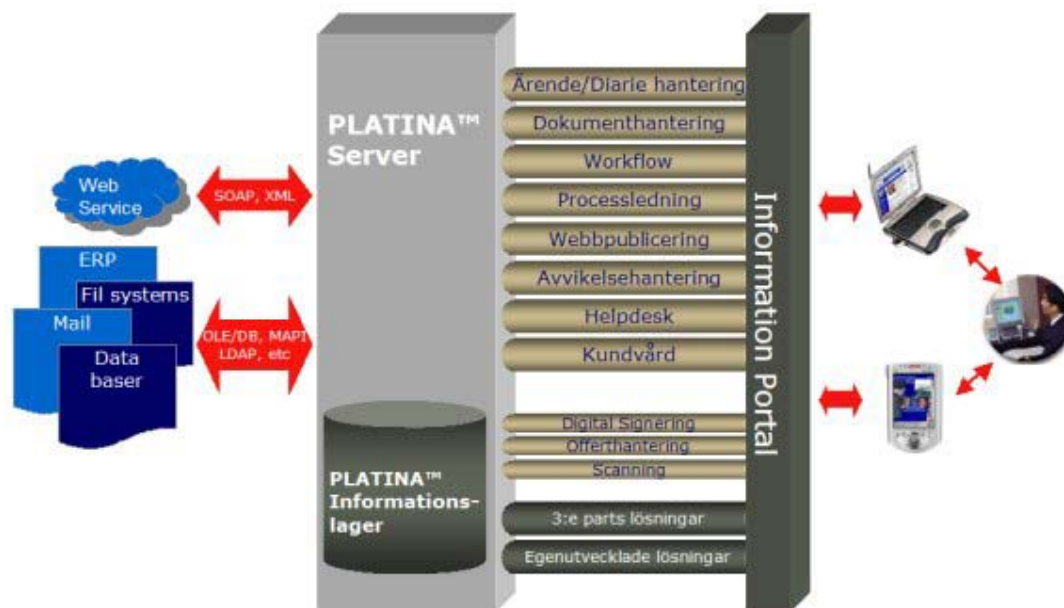 Web
Service
SOAP, XML
ERP
Fil systems
Mail
Data
baser
OLE/DB, MAPI
LDAP, etc
PLATINA™
Server
PLATINA™
Informations-
lager
Ärende/Diarie hantering
Dokumenthantering
Workflow
Processledning
Webbpublicering
Avvikelsehantering
Helpdesk
Kundvård
Digital Signering
Offerthantering
Scanning
3:e parts lösningar
Egenutvecklade lösningar
Information Portal